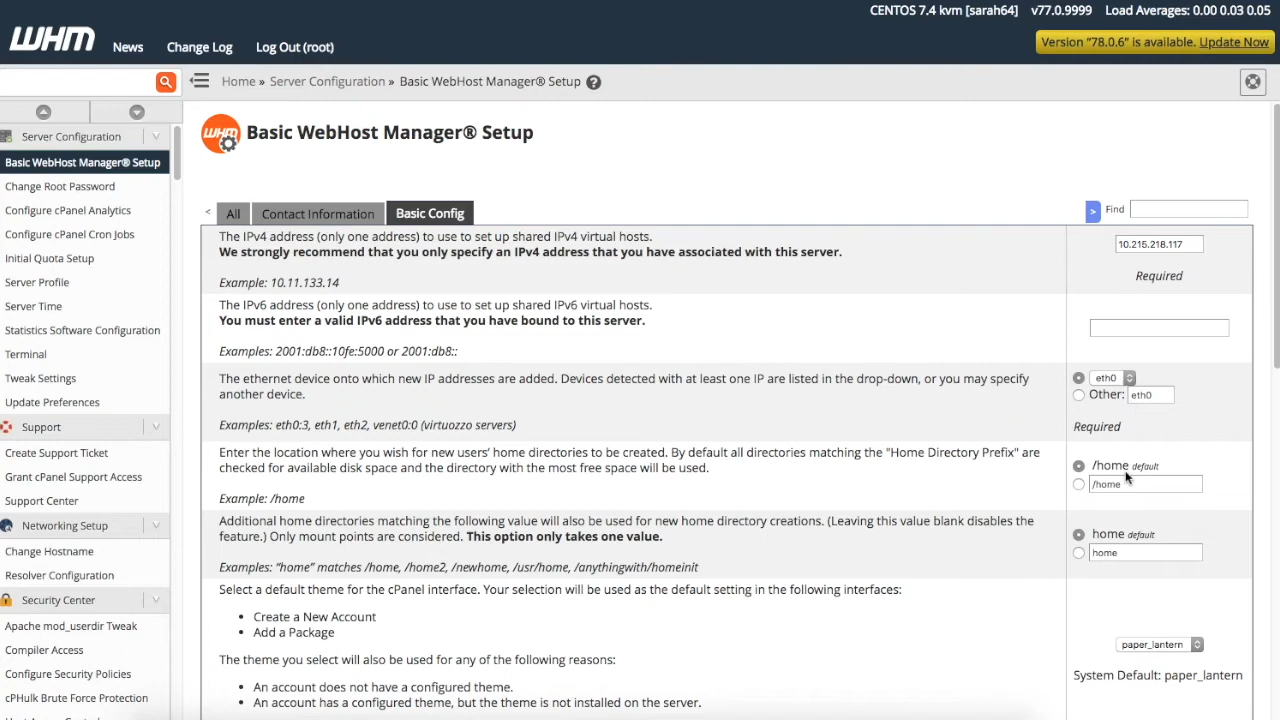 CENTOS 7.4 kvm [sarah64] v77.0.9999 Load Averages: 0.00 0.03 0.05
WHM News Change Log Log Out (root)
Version "78.0.6" is available. Update Now
Home » Server Configuration » Basic WebHost Manager® Setup
Server Configuration
Basic WebHost Manager® Setup
Change Root Password
Configure cPanel Analytics
Configure cPanel Cron Jobs
Initial Quota Setup
Server Profile
Server Time
Statistics Software Configuration
Terminal
Tweak Settings
Update Preferences
Support
Create Support Ticket
Grant cPanel Support Access
Support Center
Networking Setup
Change Hostname
Resolver Configuration
Security Center
Apache mod_userdir Tweak
Compiler Access
Configure Security Policies
cPHulk Brute Force Protection
WHM Basic WebHost Manager® Setup
< All Contact Information Basic Config > Find
The IPv4 address (only one address) to use to set up shared IPv4 virtual hosts.
We strongly recommend that you only specify an IPv4 address that you have associated with this server.
Example: 10.11.133.14
10.215.218.117
Required
The IPv6 address (only one address) to use to set up shared IPv6 virtual hosts.
You must enter a valid IPv6 address that you have bound to this server.
Examples: 2001:db8::10fe:5000 or 2001:db8::
The ethernet device onto which new IP addresses are added. Devices detected with at least one IP are listed in the drop-down, or you may specify
another device.
Examples: eth0:3, eth1, eth2, venet0:0 (virtuozzo servers)
eth0
Other: eth0
Required
Enter the location where you wish for new users' home directories to be created. By default all directories matching the "Home Directory Prefix" are
checked for available disk space and the directory with the most free space will be used.
Example: /home
/home default
/home
Additional home directories matching the following value will also be used for new home directory creations. (Leaving this value blank disables the
feature.) Only mount points are considered. This option only takes one value.
Examples: "home" matches /home, /home2, /newhome, /usr/home, /anythingwith/homeinit
home default
home
Select a default theme for the cPanel interface. Your selection will be used as the default setting in the following interfaces:
• Create a New Account
• Add a Package
The theme you select will also be used for any of the following reasons:
• An account does not have a configured theme.
• An account has a configured theme, but the theme is not installed on the server.
paper_lantern
System Default: paper_lantern